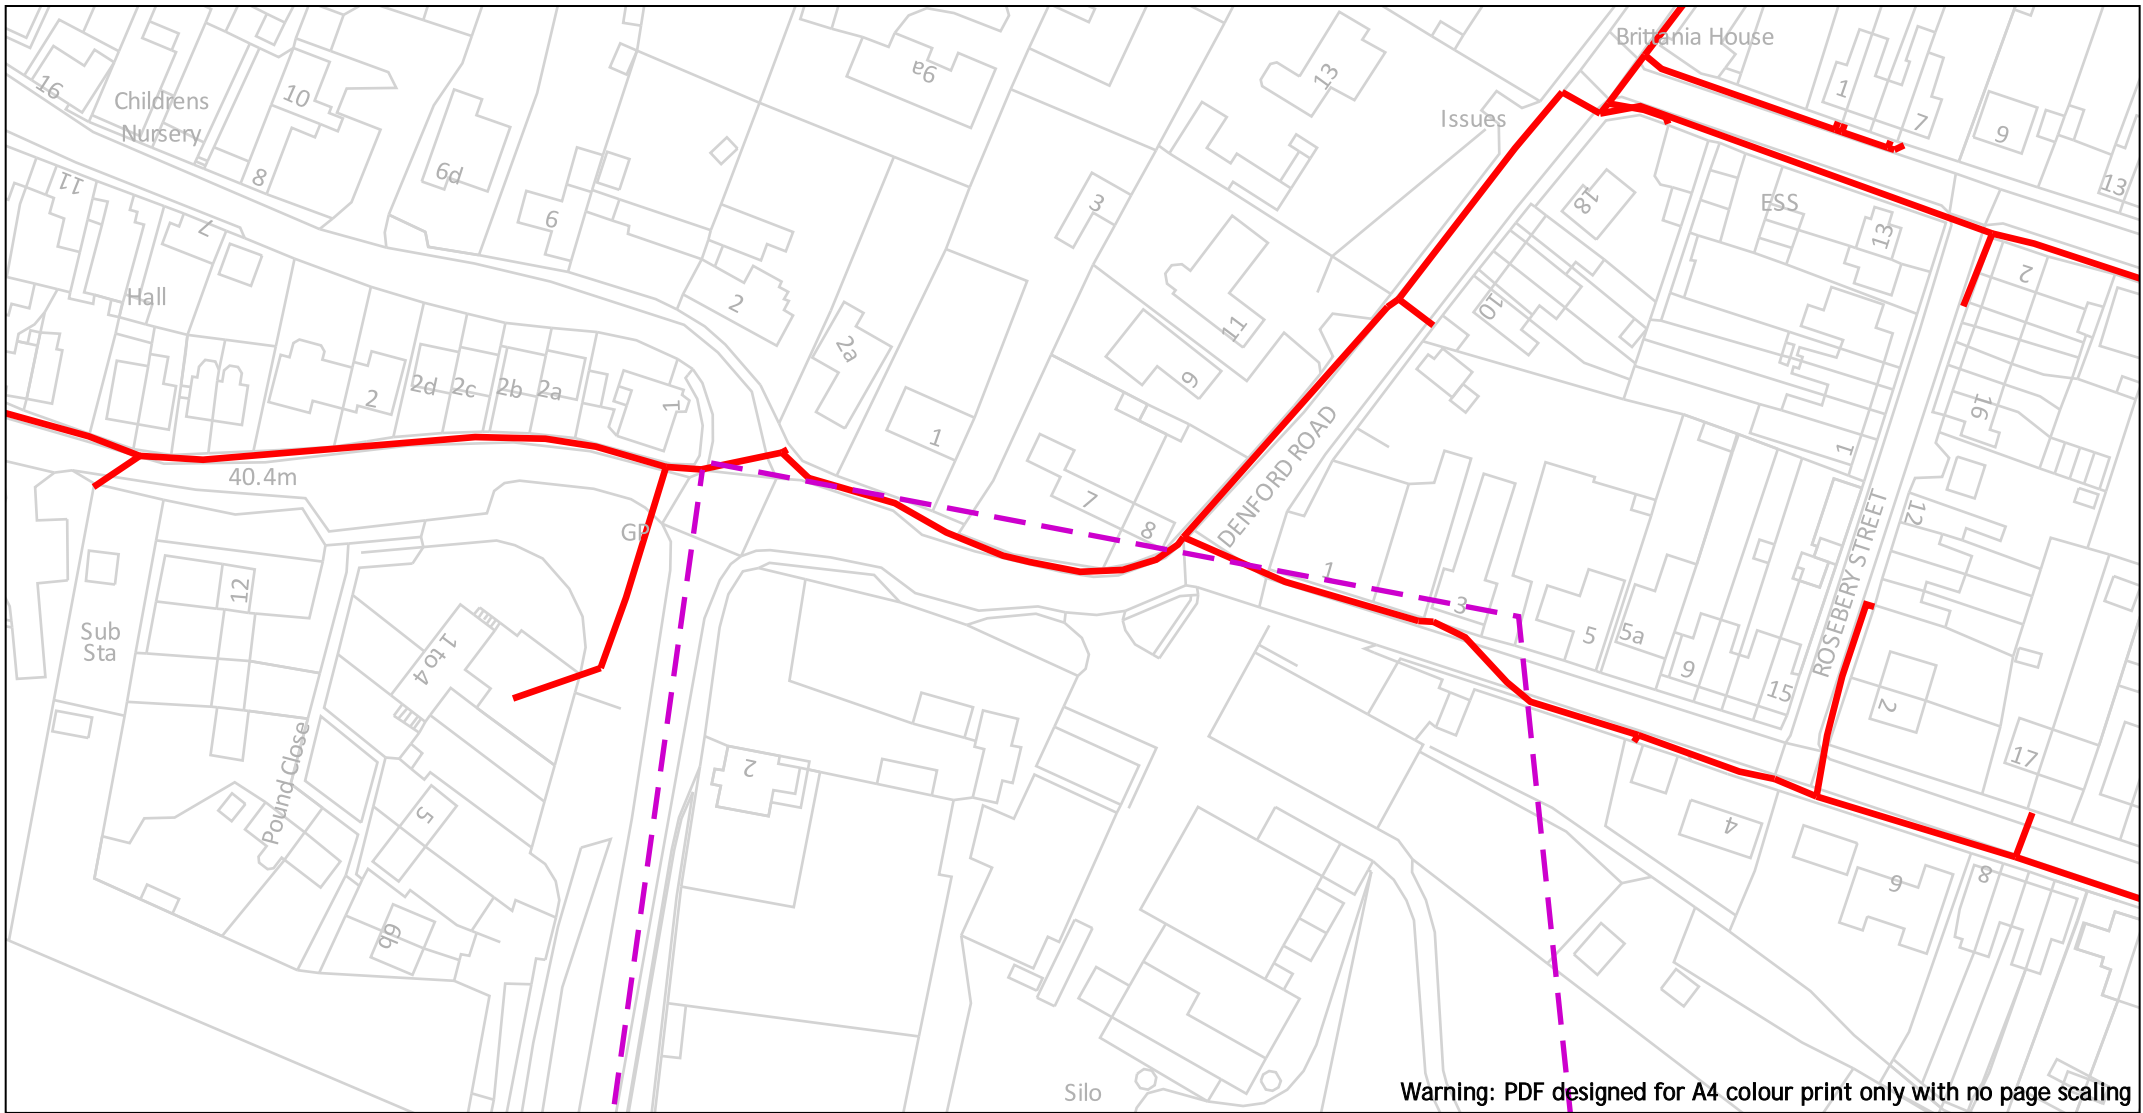 Brittania House
16
Childrens
Nursery
10
6a
13
1
7
9
Issues
11
8
6d
6
3
18
ESS
13
13
7
Hall
2
2a
11
10
2
2
2d
2c
2b
2a
1
1
9
16
1
40.4m
GP
7
8
DENFORD ROAD
12
12
Sub
Sta
1 to 4
1
3
5
5a
9
15
ROSEBERY STREET
2
17
Pound Close
2
5
4
6
8
6b
Silo
Warning: PDF designed for A4 colour print only with no page scaling